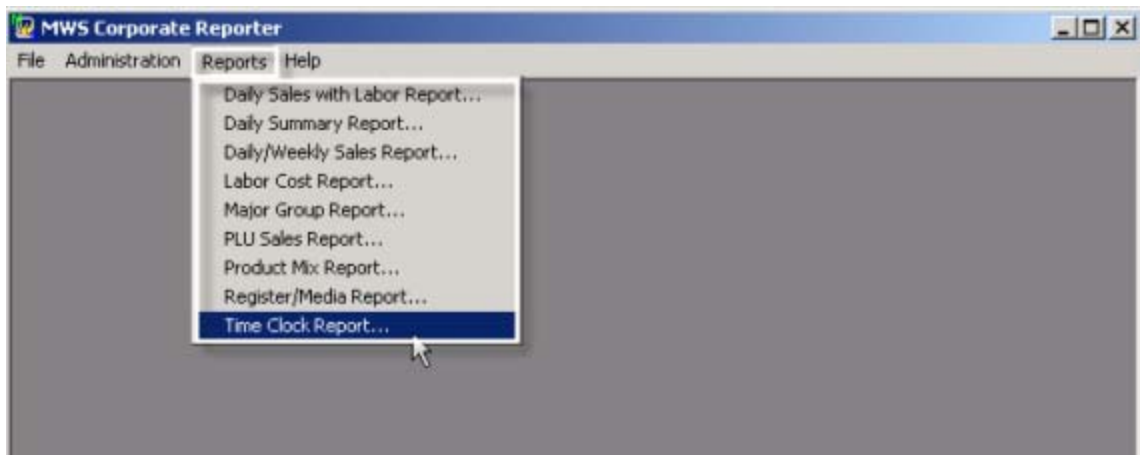 MWS Corporate Reporter
File Administration Reports Help
Daily Sales with Labor Report...
Daily Summary Report...
Daily/Weekly Sales Report...
Labor Cost Report...
Major Group Report...
PLU Sales Report...
Product Mix Report...
Register/Media Report...
Time Clock Report...